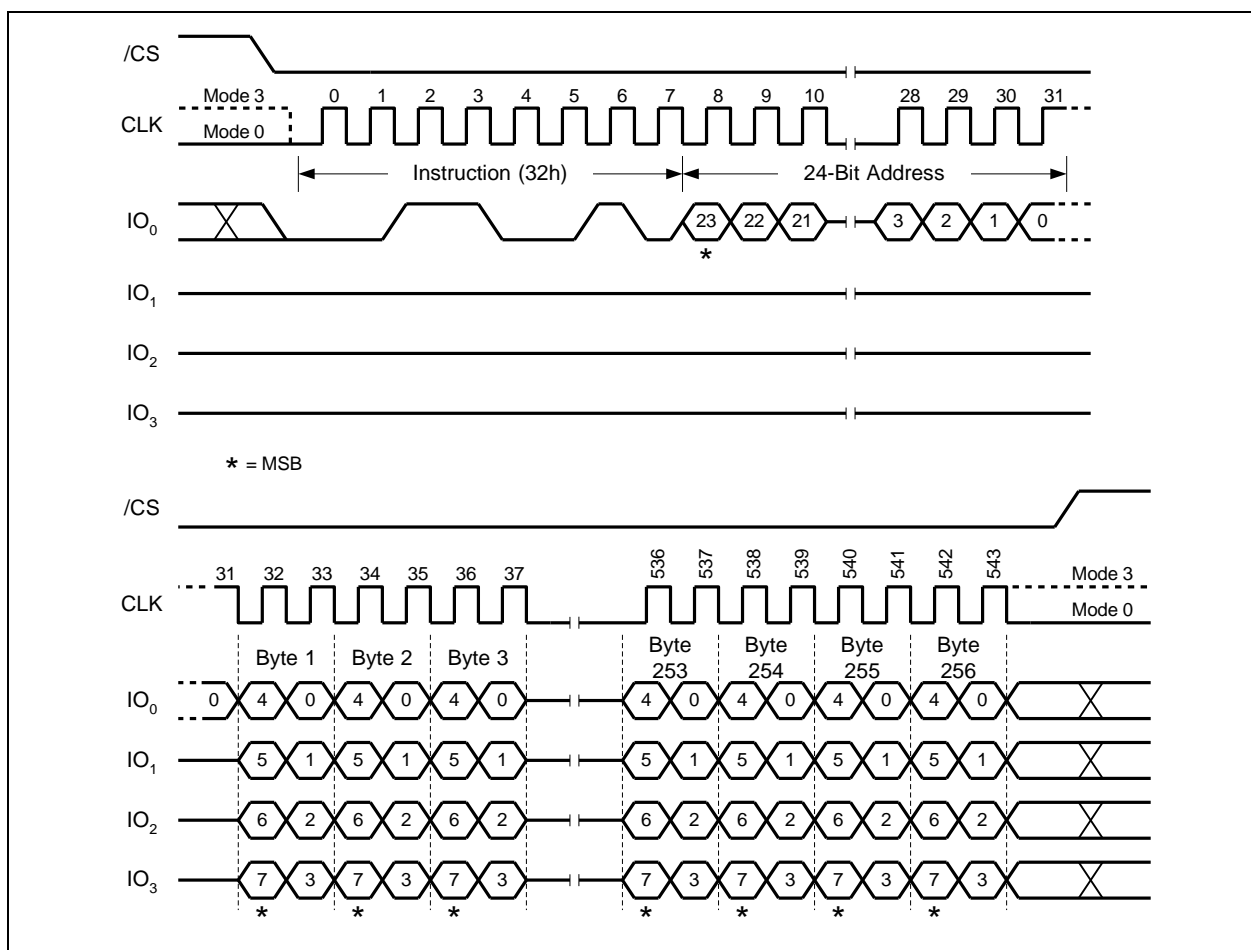 /CS
Mode 3 0 1 2 3 4 5 6 7 8 9 10 28 29 30 31
CLK
Mode 0
Instruction (32h) 24-Bit Address
IO0 23 22 21 3 2 1 0
*
IO1
IO2
IO3
* = MSB
/CS
31 32 33 34 35 36 37 536 537 538 539 540 541 542 543 Mode 3
CLK
Mode 0
Byte 1 Byte 2 Byte 3 Byte 253 Byte 254 Byte 255 Byte 256
IO0 0 4 0 4 0 4 0 4 0 4 0 4 0 4 0
IO1 5 1 5 1 5 1 5 1 5 1 5 1 5 1
IO2 6 2 6 2 6 2 6 2 6 2 6 2 6 2
IO3 7 3 7 3 7 3 7 3 7 3 7 3 7 3
* * * * * * *